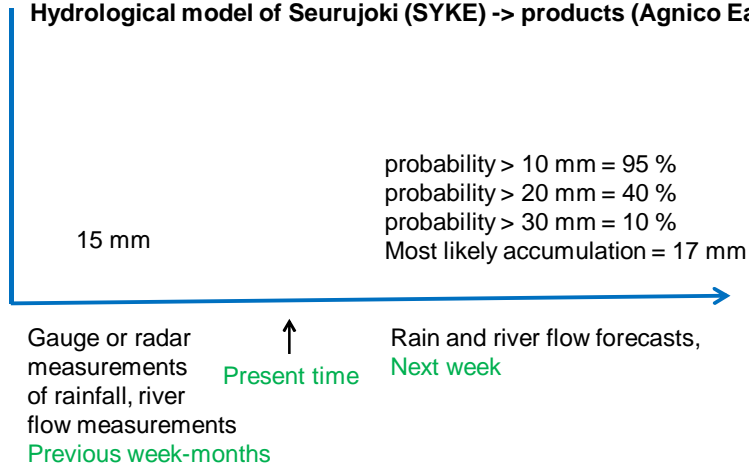 Hydrological model of Seurujoki (SYKE) -> products (Agnico Ea
probability > 10 mm = 95 %
probability > 20 mm = 40 %
probability > 30 mm = 10 %
Most likely accumulation = 17 mm
15 mm
Gauge or radar
measurements
of rainfall, river
flow measurements
Previous week-months
Present time
Rain and river flow forecasts,
Next week